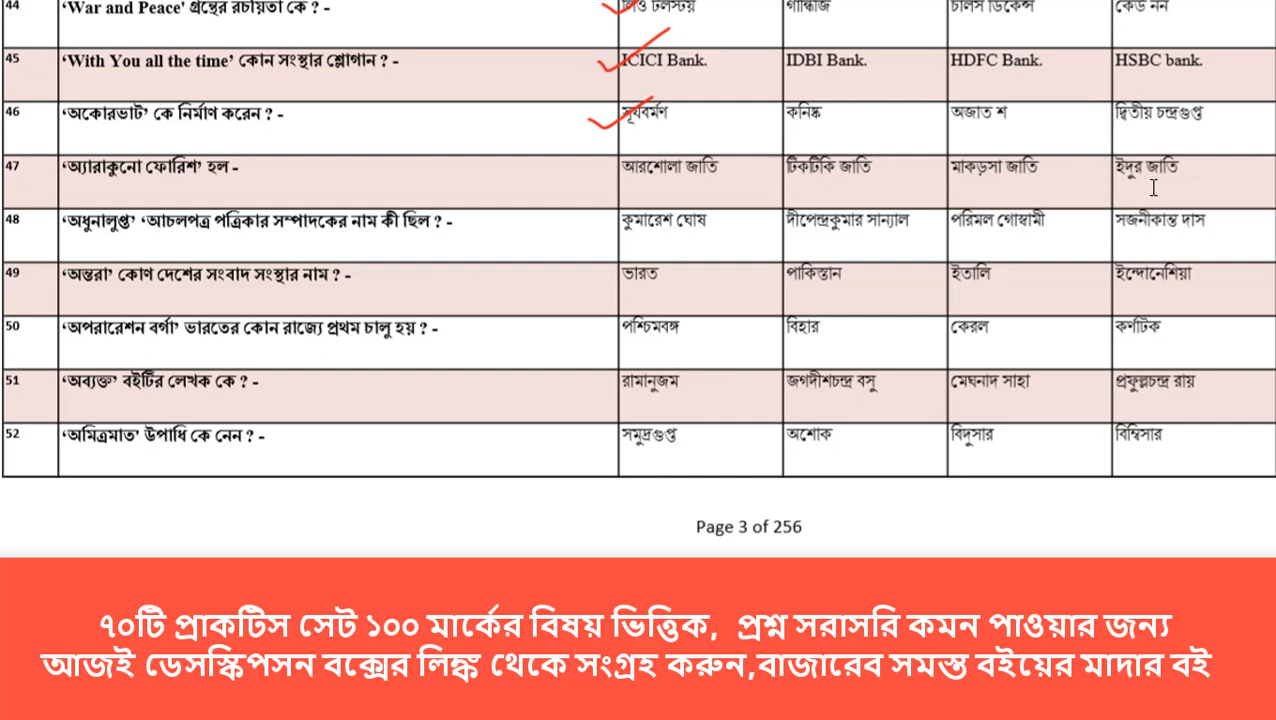 44 ‘War and Peace' গ্রন্থের রচয়িতা কে ? - লিও টলস্টয় গান্ধিজি চার্লস ডিকেন্স
45 ‘With You all the time’ কোন সংস্থার শ্লোগান ? - ICICI Bank. IDBI Bank. HDFC Bank. HSBC bank.
46 ‘অকোরভাট’ কে নির্মাণ করেন ? - সূর্যবর্মণ কনিষ্ক অজাত শ দ্বিতীয় চন্দ্রগুপ্ত
47 ‘অ্যারাকুনো ফোরিশ’ হল - আরশোলা জাতি টিকটিকি জাতি মাকড়সা জাতি ইদুর জাতি
48 ‘অধুনালুপ্ত’ ‘আচলপত্র পত্রিকার সম্পাদকের নাম কী ছিল ? - কুমারেশ ঘোষ দীপেন্দ্রকুমার সান্যাল পরিমল গোস্বামী সজনীকান্ত দাস
49 ‘অন্তরা’ কোণ দেশের সংবাদ সংস্থার নাম ? - ভারত পাকিস্তান ইতালি ইন্দোনেশিয়া
50 ‘অপরারেশন বর্গা’ ভারতের কোন রাজ্যে প্রথম চালু হয় ? - পশ্চিমবঙ্গ বিহার কেরল কর্ণাটক
51 ‘অব্যক্ত’ বইটির লেখক কে ? - রামানুজম জগদীশচন্দ্র বসু মেঘনাদ সাহা প্রফুল্লচন্দ্র রায়
52 ‘অমিত্রমাত’ উপাধি কে নেন ? - সমুদ্রগুপ্ত অশোক বিদুসার বিম্বিসার
Page 3 of 256
৭০টি প্রাকটিস সেট ১০০ মার্কের বিষয় ভিত্তিক, প্রশ্ন সরাসরি কমন পাওয়ার জন্য
আজই ডেসস্কিপসন বক্সের লিঙ্ক থেকে সংগ্রহ করুন,বাজারেব সমস্ত বইয়ের মাদার বই